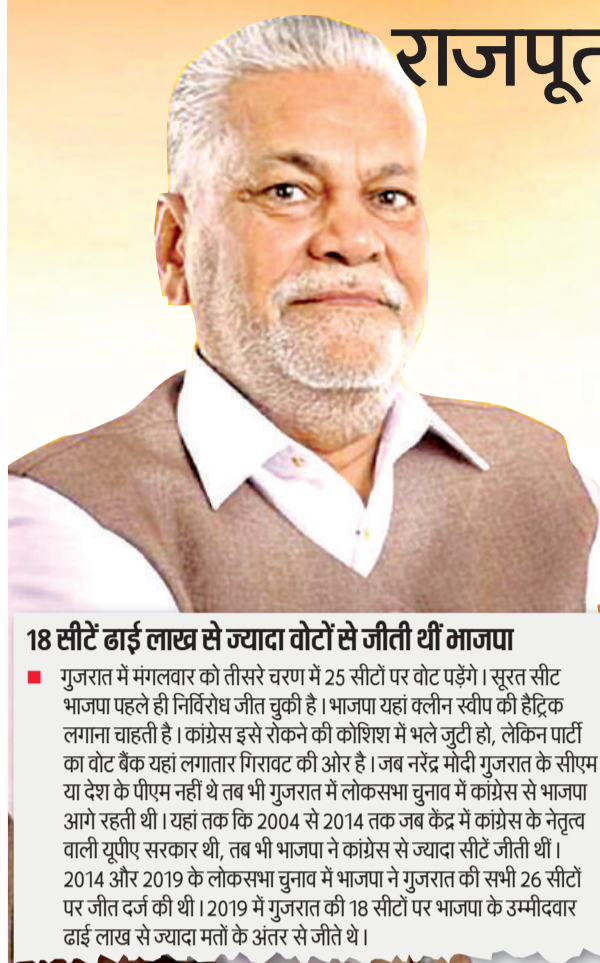 राजपूत
18 सीटें ढाई लाख से ज्यादा वोटों से जीती थीं भाजपा
गुजरात में मंगलवार को तीसरे चरण में 25 सीटों पर वोट पड़ेंगे। सूरत सीट
भाजपा पहले ही निर्विरोध जीत चुकी है। भाजपा यहां क्लीन स्वीप की हैट्रिक
लगाना चाहती है। कांग्रेस इसे रोकने की कोशिश में भले जुटी हो, लेकिन पार्टी
का वोट बैंक यहां लगातार गिरावट की ओर है। जब नरेंद्र मोदी गुजरात के सीएम
या देश के पीएम नहीं थे तब भी गुजरात में लोकसभा चुनाव में कांग्रेस से भाजपा
आगे रहती थी। यहां तक कि 2004 से 2014 तक जब केंद्र में कांग्रेस के नेतृत्व
वाली यूपीए सरकार थी, तब भी भाजपा ने कांग्रेस से ज्यादा सीटें जीती थीं।
2014 और 2019 के लोकसभा चुनाव में भाजपा ने गुजरात की सभी 26 सीटों
पर जीत दर्ज की थी। 2019 में गुजरात की 18 सीटों पर भाजपा के उम्मीदवार
ढाई लाख से ज्यादा मतों के अंतर से जीते थे।